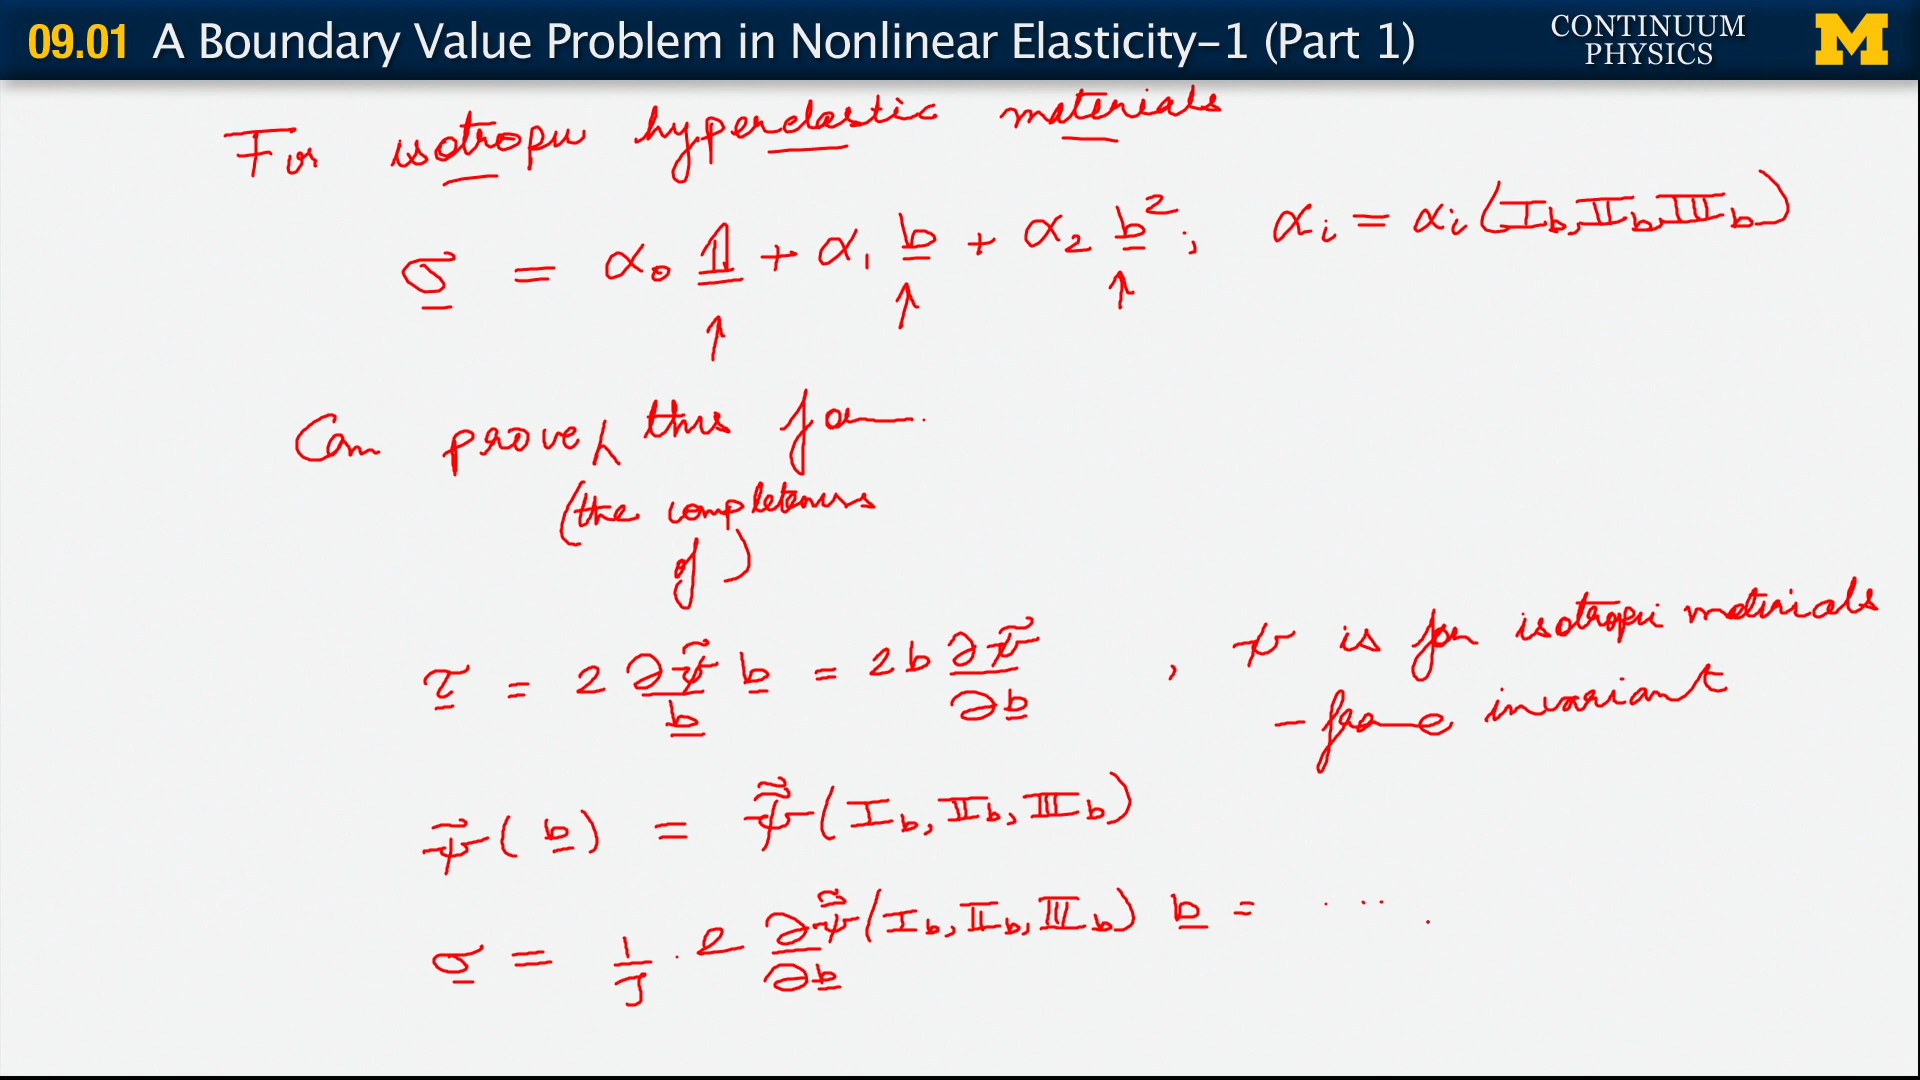 09.01 A Boundary Value Problem in Nonlinear Elasticity–1 (Part 1)
CONTINUUM PHYSICS
M
For isotropic hyperelastic materials
σ = α₀ 𝟙 + α₁ b + α₂ b² ; αᵢ = αᵢ (I_b, II_b, III_b)
↑ ↑ ↑
Can prove this form.
(the completeness
of)
τ = 2 ∂ψ̃/b b = 2b ∂ψ̃/∂b , ψ is for isotropic materials
– frame invariant
ψ̃(b) = ψ̃̃(I_b, II_b, III_b)
σ = 1/J · 2 ∂ψ̃̃(I_b, II_b, III_b)/∂b b = ... .